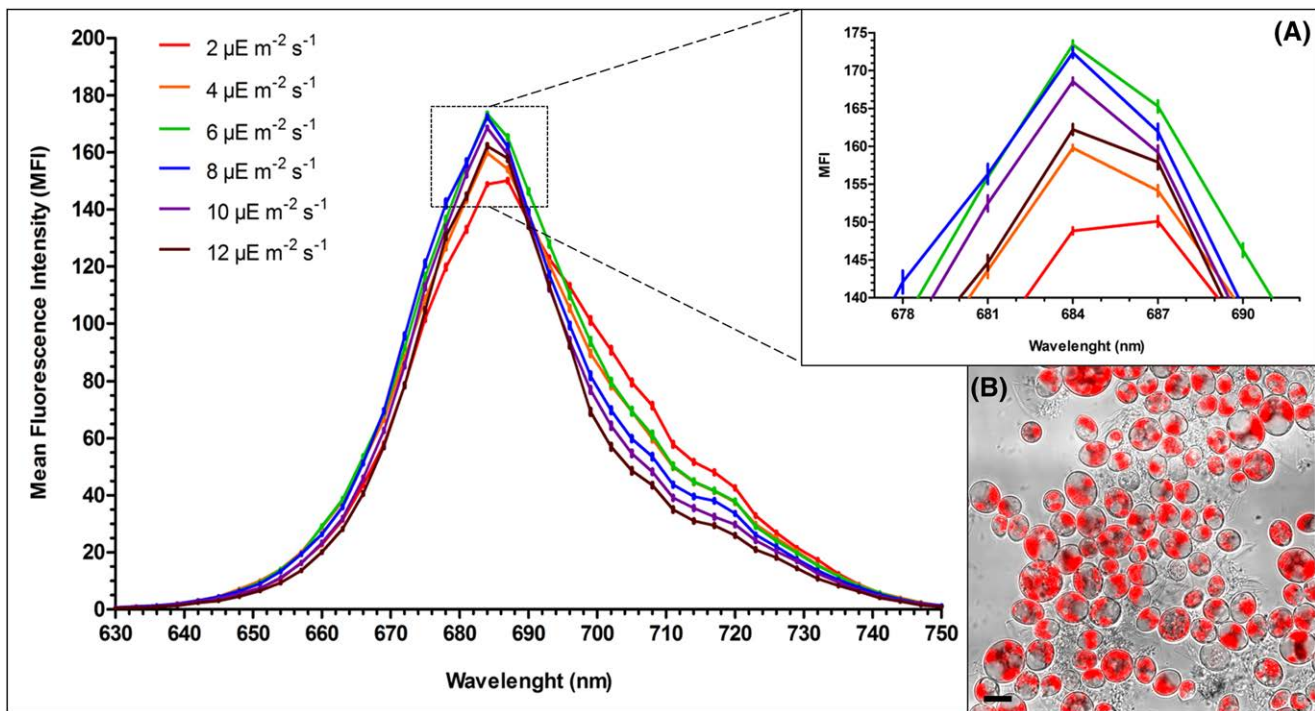 Mean Fluorescence Intensity (MFI)
200
180
160
140
120
100
80
60
40
20
0
2 µE m⁻² s⁻¹
4 µE m⁻² s⁻¹
6 µE m⁻² s⁻¹
8 µE m⁻² s⁻¹
10 µE m⁻² s⁻¹
12 µE m⁻² s⁻¹
630 640 650 660 670 680 690 700 710 720 730 740 750
Wavelenght (nm)
(A)
MFI
175
170
165
160
155
150
145
140
678 681 684 687 690
Wavelenght (nm)
(B)